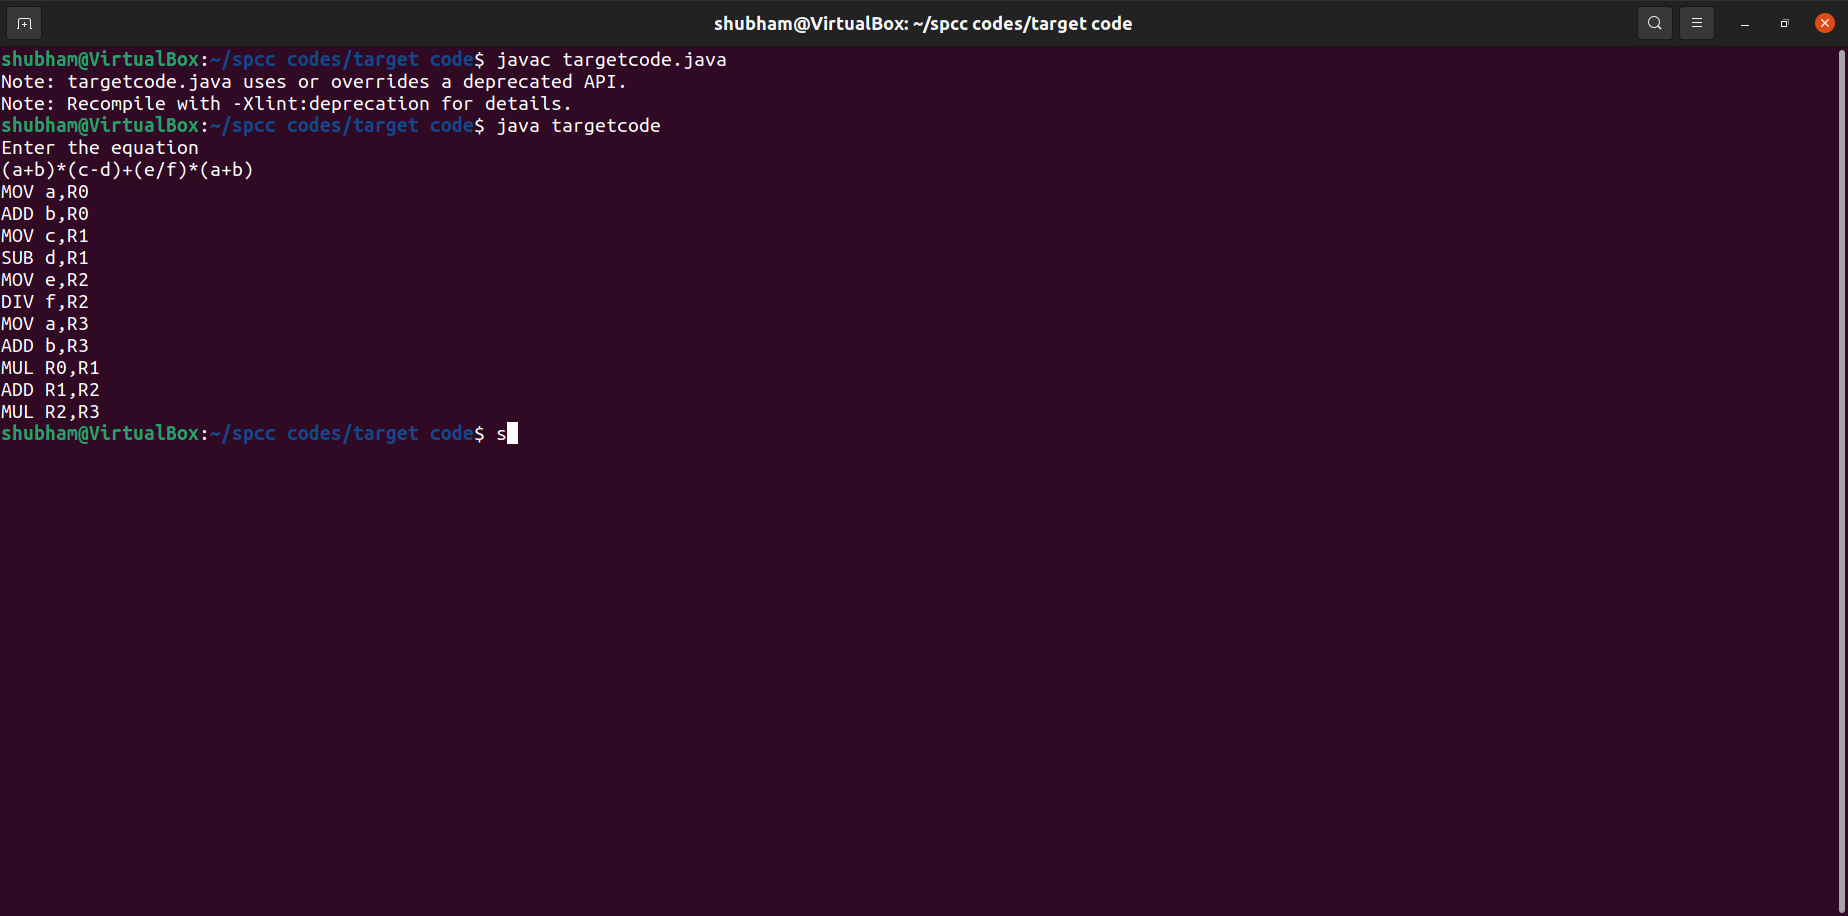 shubham@VirtualBox: ~/spcc codes/target code
shubham@VirtualBox:~/spcc codes/target code$ javac targetcode.java
Note: targetcode.java uses or overrides a deprecated API.
Note: Recompile with -Xlint:deprecation for details.
shubham@VirtualBox:~/spcc codes/target code$ java targetcode
Enter the equation
(a+b)*(c-d)+(e/f)*(a+b)
MOV a,R0
ADD b,R0
MOV c,R1
SUB d,R1
MOV e,R2
DIV f,R2
MOV a,R3
ADD b,R3
MUL R0,R1
ADD R1,R2
MUL R2,R3
shubham@VirtualBox:~/spcc codes/target code$ s